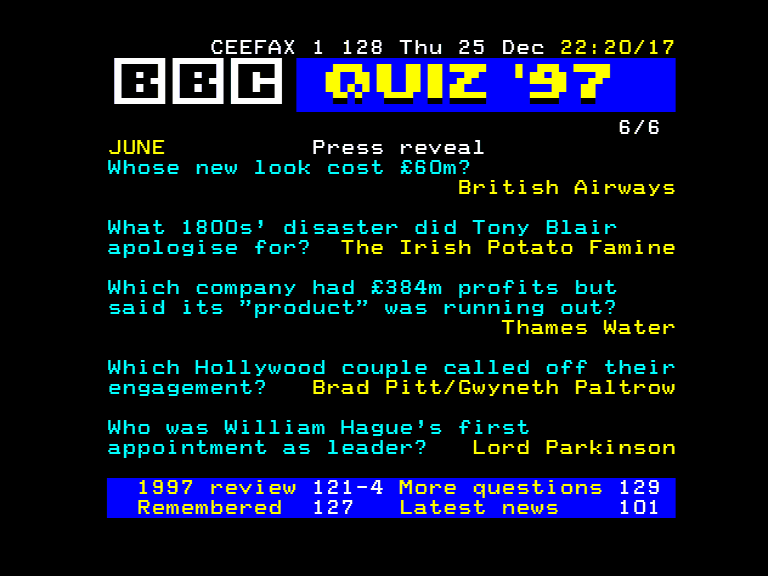 CEEFAX 1 128 Thu 25 Dec 22:20/17
BBC QUIZ '97
6/6
JUNE Press reveal
Whose new look cost £60m?
British Airways
What 1800s' disaster did Tony Blair
apologise for? The Irish Potato Famine
Which company had £384m profits but
said its "product" was running out?
Thames Water
Which Hollywood couple called off their
engagement? Brad Pitt/Gwyneth Paltrow
Who was William Hague's first
appointment as leader? Lord Parkinson
1997 review 121-4 More questions 129
Remembered 127 Latest news 101